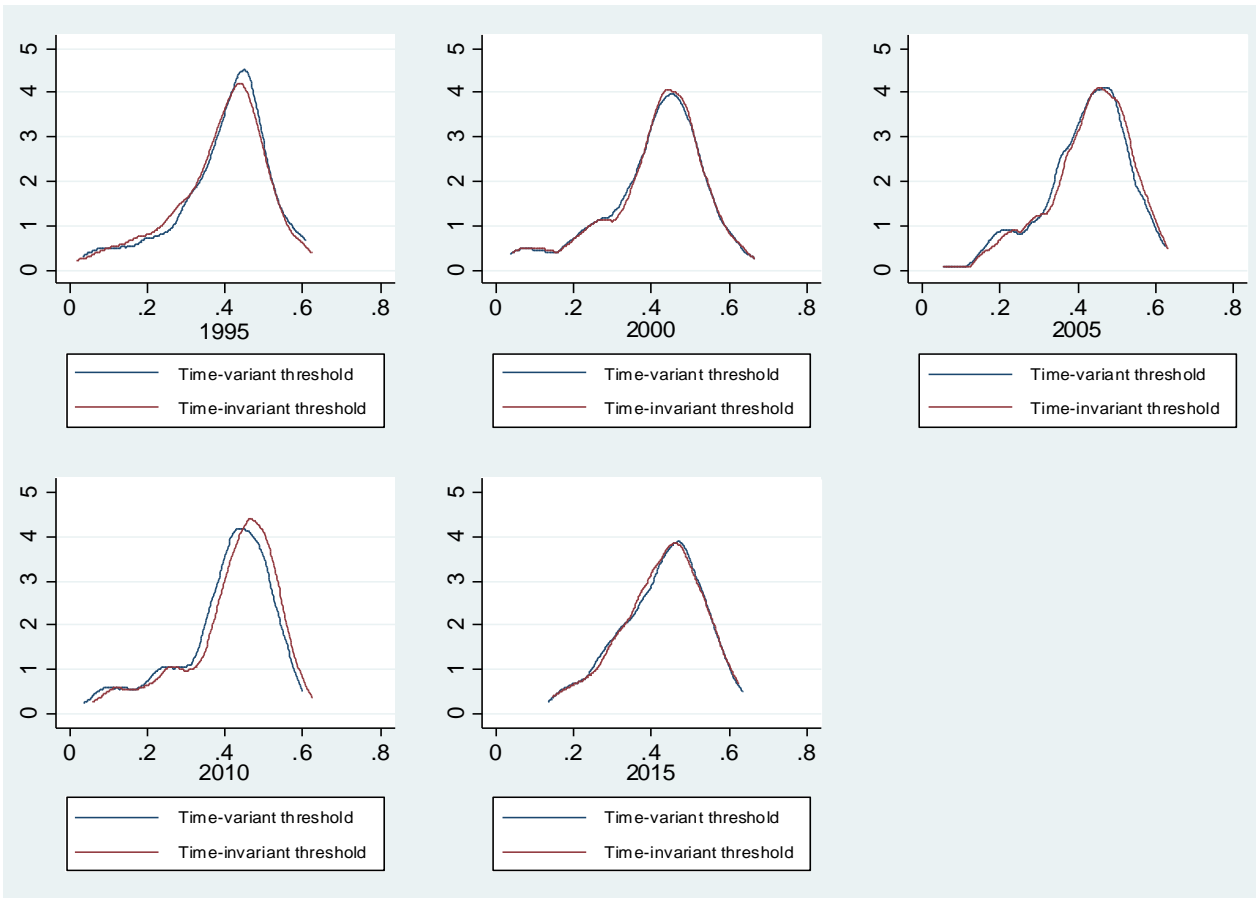 5
4
3
2
1
0
0 .2 .4 .6 .8
1995
Time-variant threshold
Time-invariant threshold
5
4
3
2
1
0
0 .2 .4 .6 .8
2000
Time-variant threshold
Time-invariant threshold
5
4
3
2
1
0
0 .2 .4 .6 .8
2005
Time-variant threshold
Time-invariant threshold
5
4
3
2
1
0
0 .2 .4 .6 .8
2010
Time-variant threshold
Time-invariant threshold
5
4
3
2
1
0
0 .2 .4 .6 .8
2015
Time-variant threshold
Time-invariant threshold